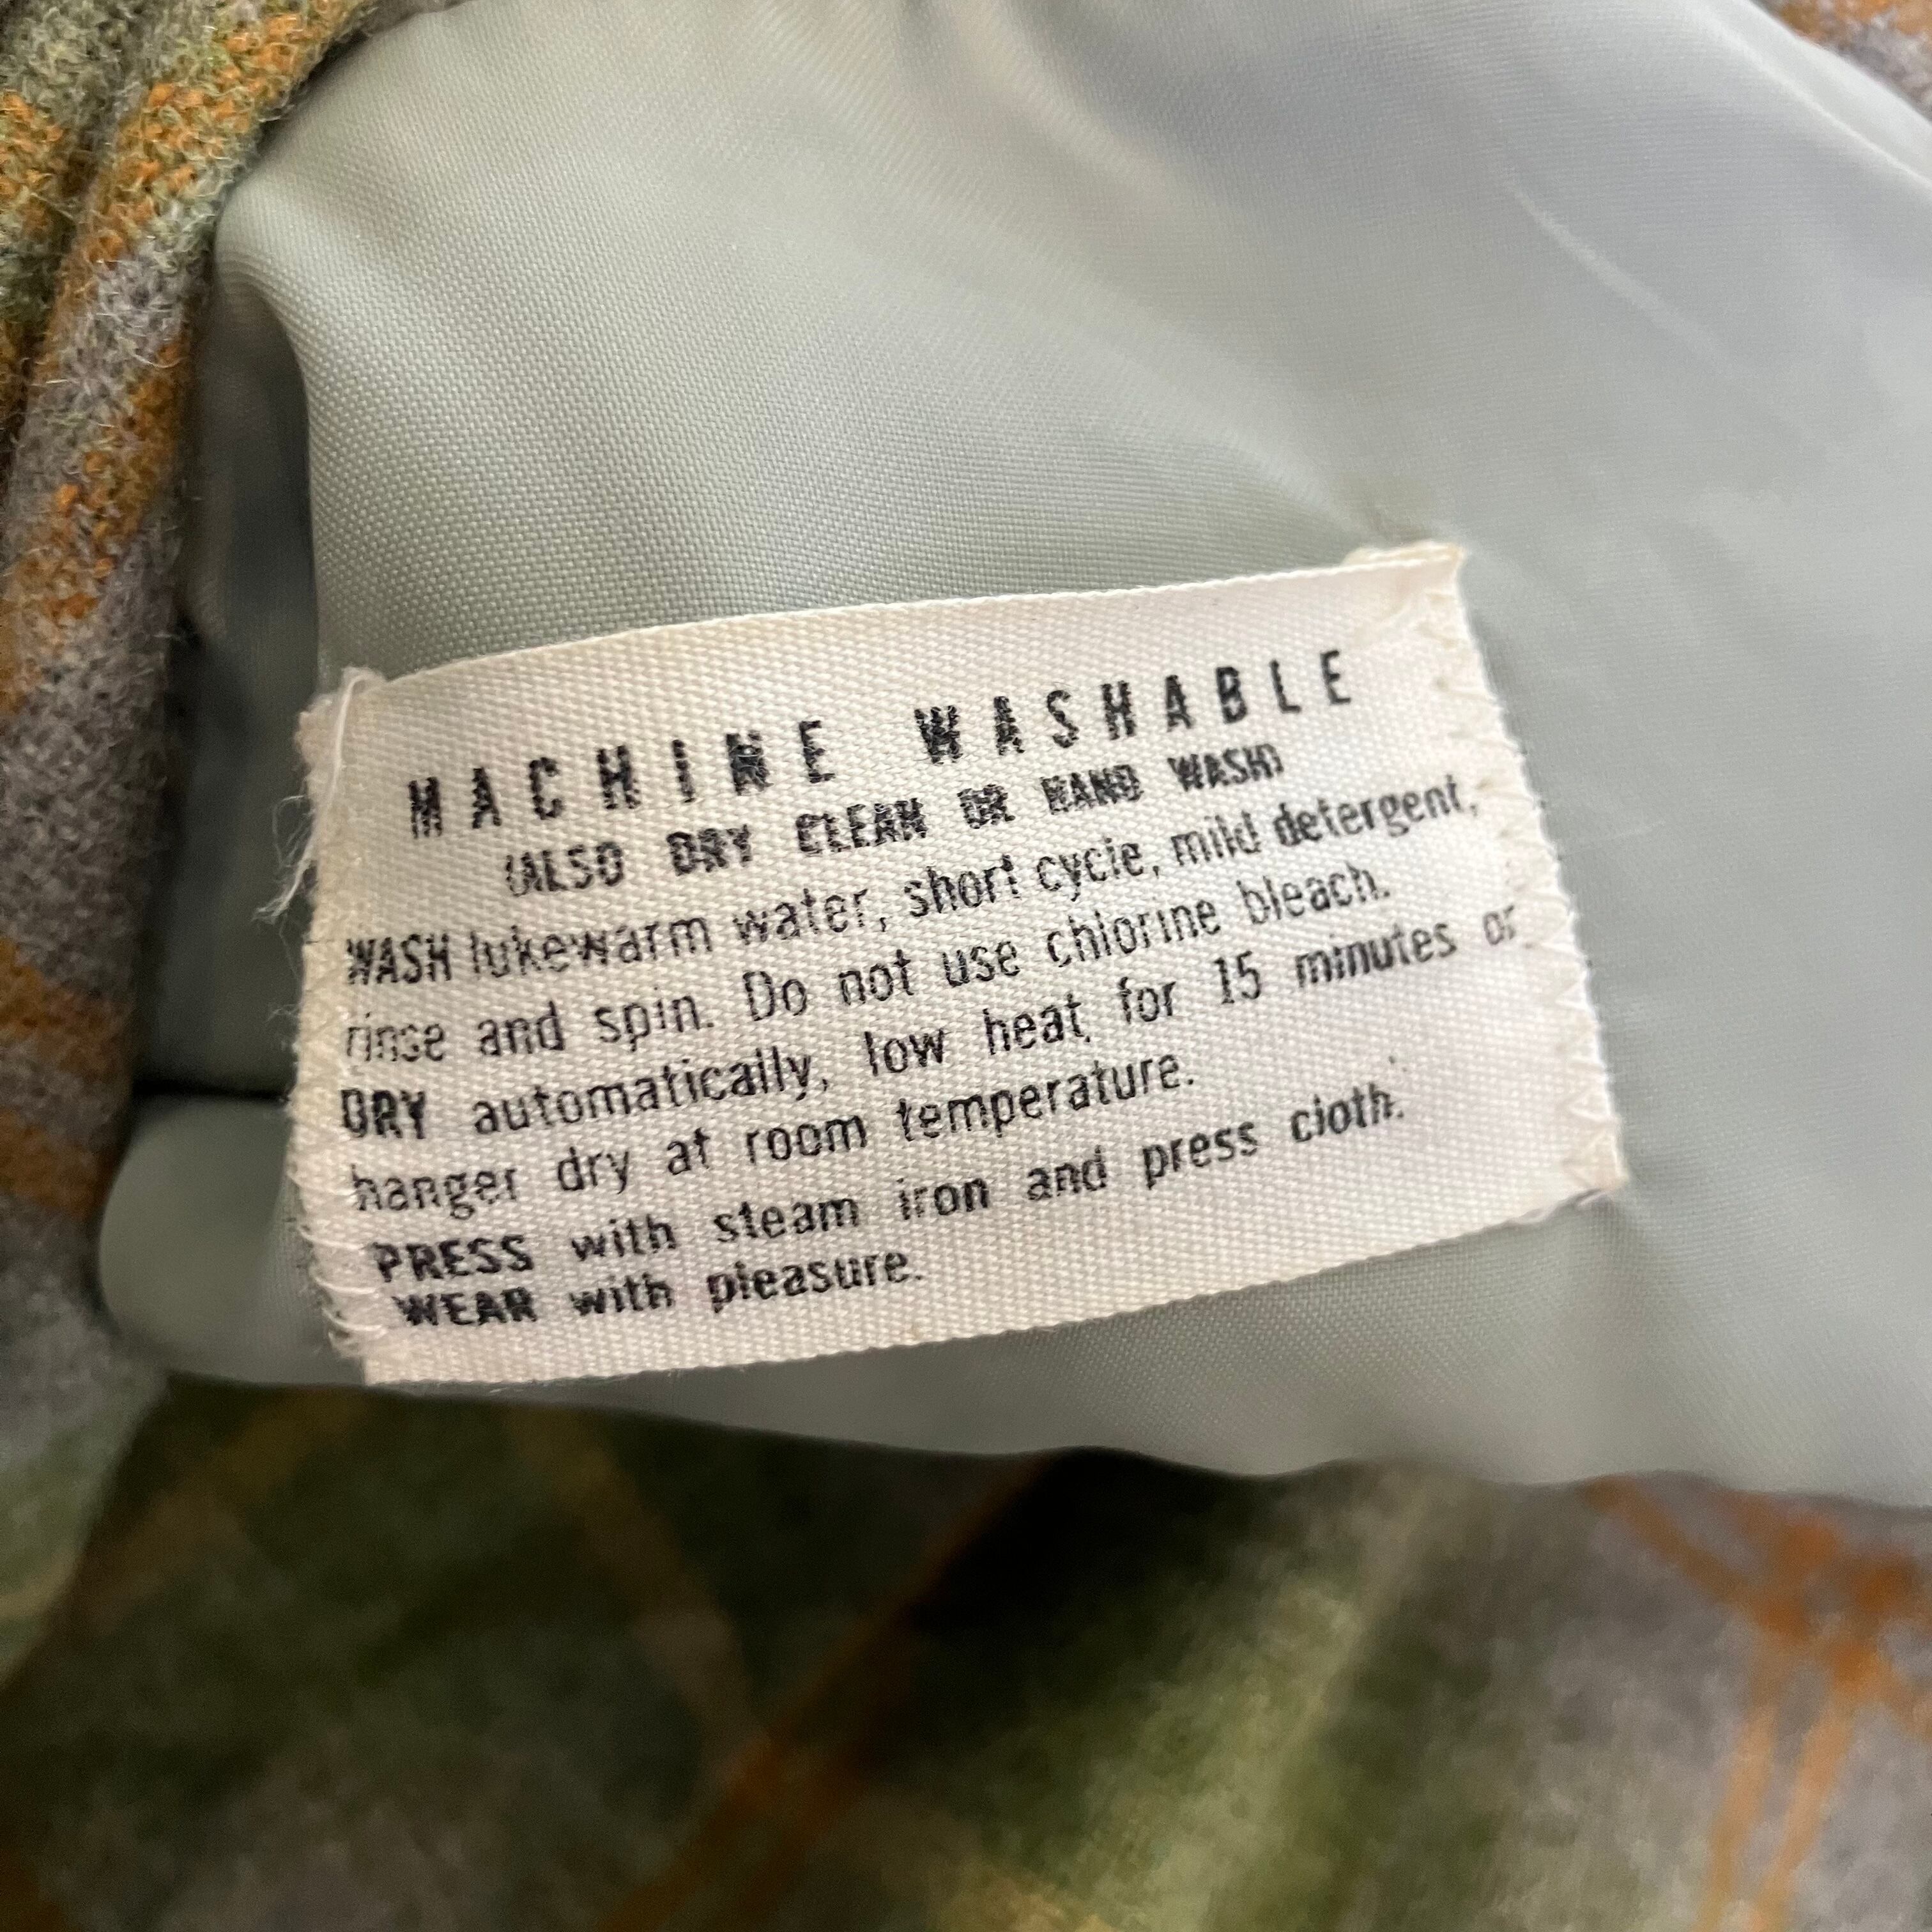 MACHINE WASHABLE
(ALSO DRY CLEAN OR HAND WASH)
WASH lukewarm water, short cycle, mild detergent,
rinse and spin. Do not use chlorine bleach.
DRY automatically, low heat for 15 minutes or
hanger dry at room temperature.
PRESS with steam iron and press cloth.
WEAR with pleasure.